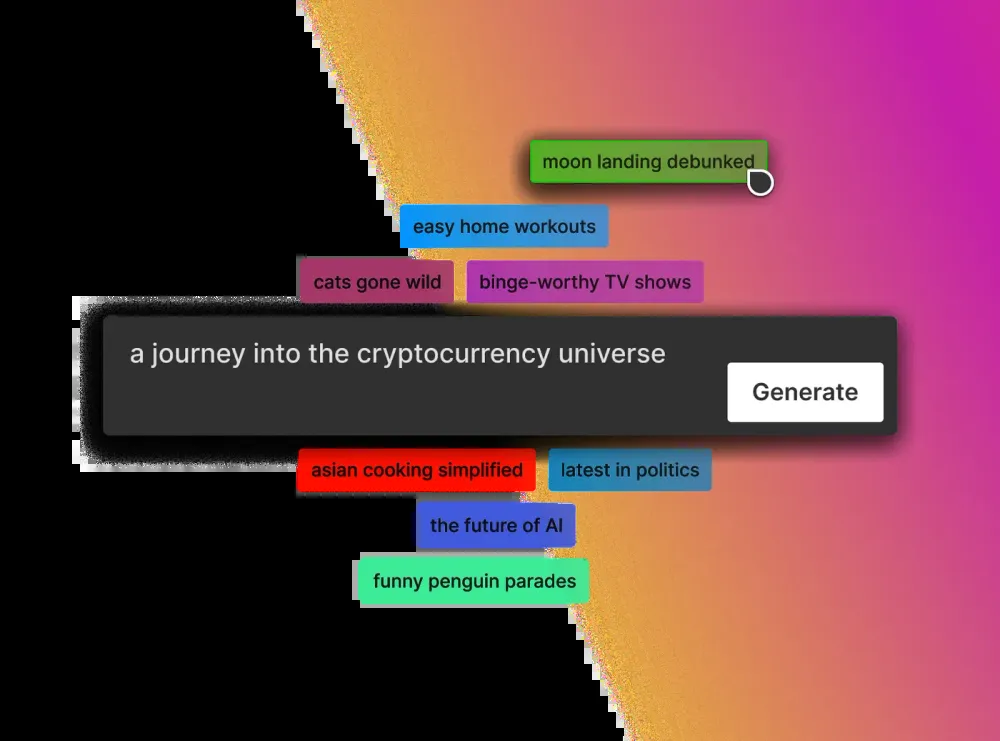 moon landing debunked
easy home workouts
cats gone wild
binge-worthy TV shows
a journey into the cryptocurrency universe
Generate
asian cooking simplified
latest in politics
the future of AI
funny penguin parades